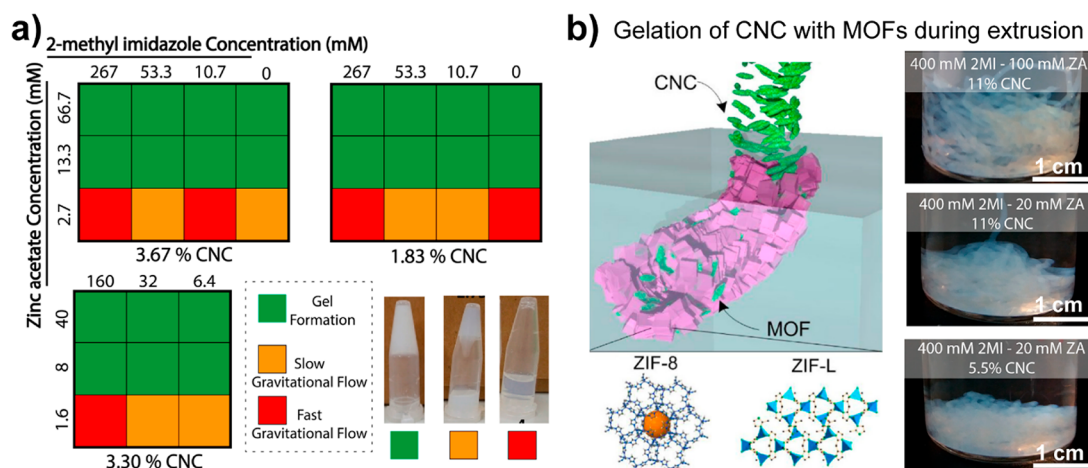 a)
2-methyl imidazole Concentration (mM)
Zinc acetate Concentration (mM)
267 53.3 10.7 0
66.7
13.3
2.7
3.67 % CNC
267 53.3 10.7 0
1.83 % CNC
160 32 6.4
40
8
1.6
3.30 % CNC
Gel
Formation
Slow
Gravitational Flow
Fast
Gravitational Flow
b) Gelation of CNC with MOFs during extrusion
CNC
MOF
ZIF-8
ZIF-L
400 mM 2MI - 100 mM ZA
11% CNC
1 cm
400 mM 2MI - 20 mM ZA
11% CNC
1 cm
400 mM 2MI - 20 mM ZA
5.5% CNC
1 cm